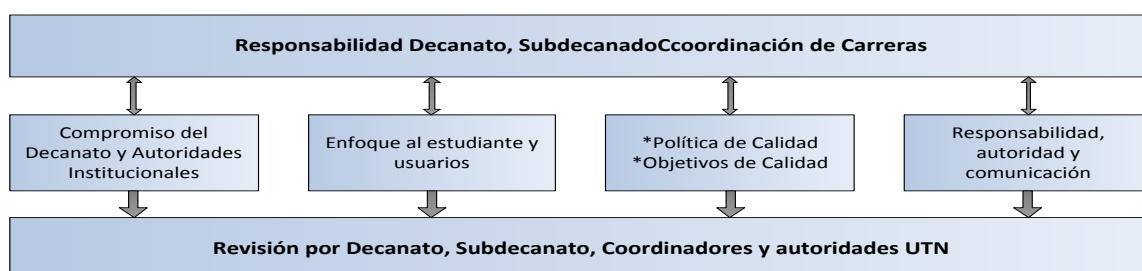 Responsabilidad Decanato, SubdecanadoCcoordinación de Carreras
Compromiso del
Decanato y Autoridades
Institucionales
Enfoque al estudiante y
usuarios
*Política de Calidad
*Objetivos de Calidad
Responsabilidad,
autoridad y
comunicación
Revisión por Decanato, Subdecanato, Coordinadores y autoridades UTN